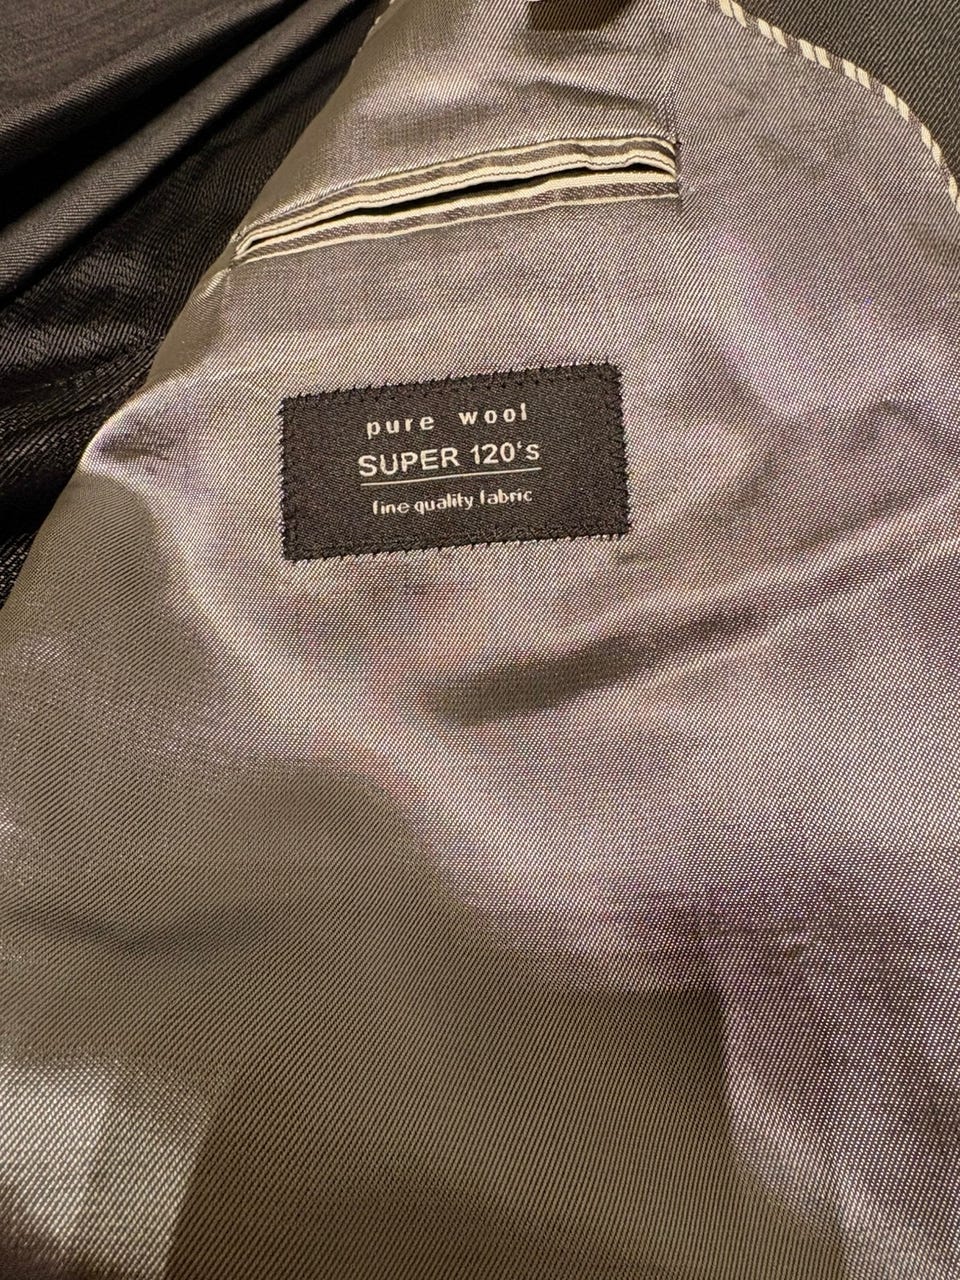 pure wool
SUPER 120‘s
fine quality fabric